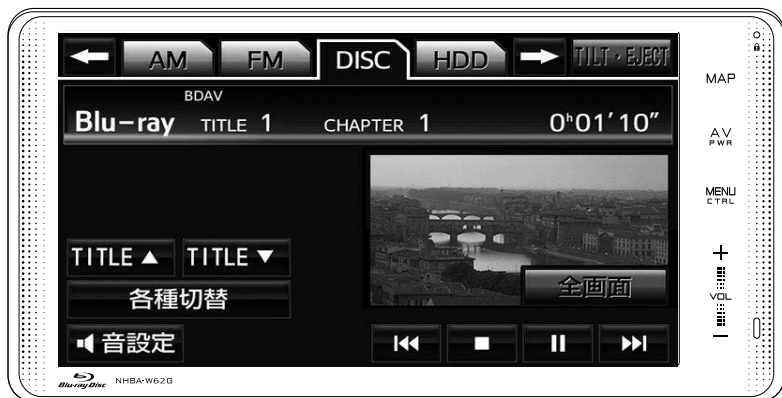 AM FM DISC HDD TILT・EJECT
BDAV
Blu-ray TITLE 1 CHAPTER 1 0h01'10"
TITLE ▲ TITLE ▼
全画面
各種切替
音設定
MAP
AV
PWR
MENU
CTRL
VOL
Blu-ray Disc NHBA-W62G